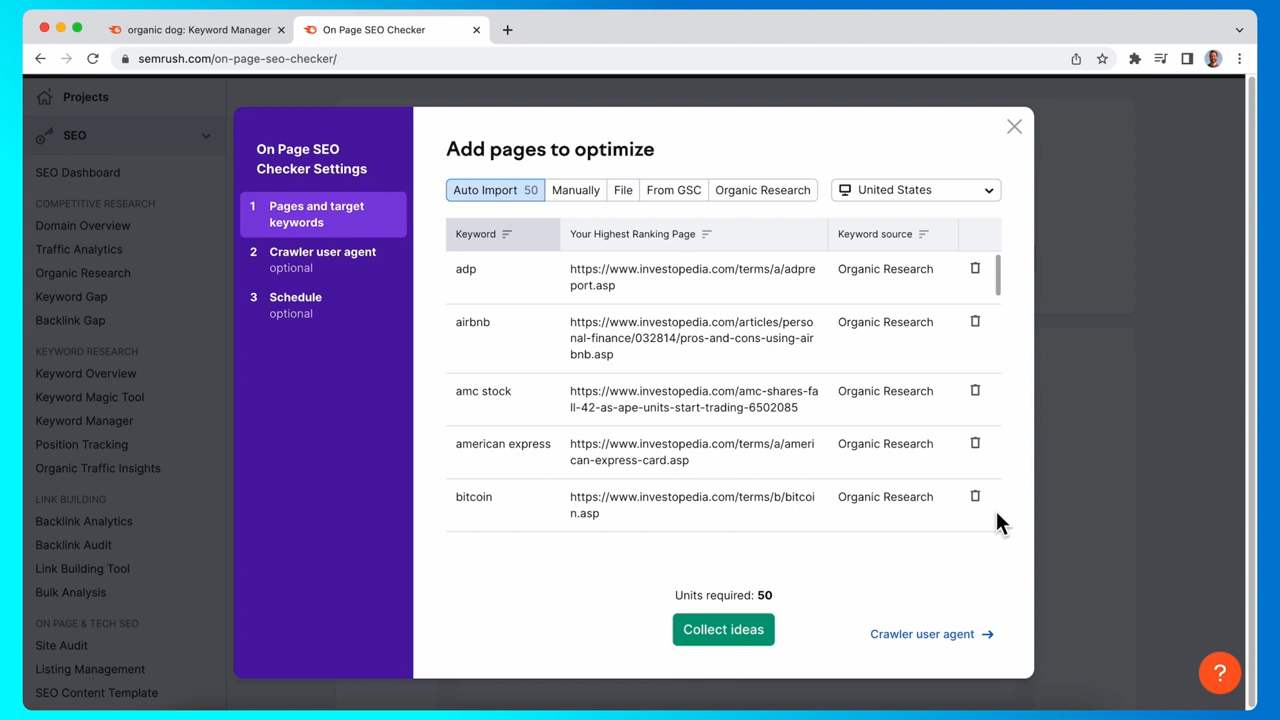 organic dog: Keyword Manager
On Page SEO Checker
semrush.com/on-page-seo-checker/
Projects
SEO
SEO Dashboard
COMPETITIVE RESEARCH
Domain Overview
Traffic Analytics
Organic Research
Keyword Gap
Backlink Gap
KEYWORD RESEARCH
Keyword Overview
Keyword Magic Tool
Keyword Manager
Position Tracking
Organic Traffic Insights
LINK BUILDING
Backlink Analytics
Backlink Audit
Link Building Tool
Bulk Analysis
ON PAGE & TECH SEO
Site Audit
Listing Management
SEO Content Template
On Page SEO
Checker Settings
1 Pages and target
keywords
2 Crawler user agent
optional
3 Schedule
optional
Add pages to optimize
Auto Import 50 Manually File From GSC Organic Research United States
Keyword Your Highest Ranking Page Keyword source
adp https://www.investopedia.com/terms/a/adpre Organic Research
port.asp
airbnb https://www.investopedia.com/articles/perso Organic Research
nal-finance/032814/pros-and-cons-using-air
bnb.asp
amc stock https://www.investopedia.com/amc-shares-fa Organic Research
ll-42-as-ape-units-start-trading-6502085
american express https://www.investopedia.com/terms/a/ameri Organic Research
can-express-card.asp
bitcoin https://www.investopedia.com/terms/b/bitcoi Organic Research
n.asp
Units required: 50
Collect ideas
Crawler user agent →
?